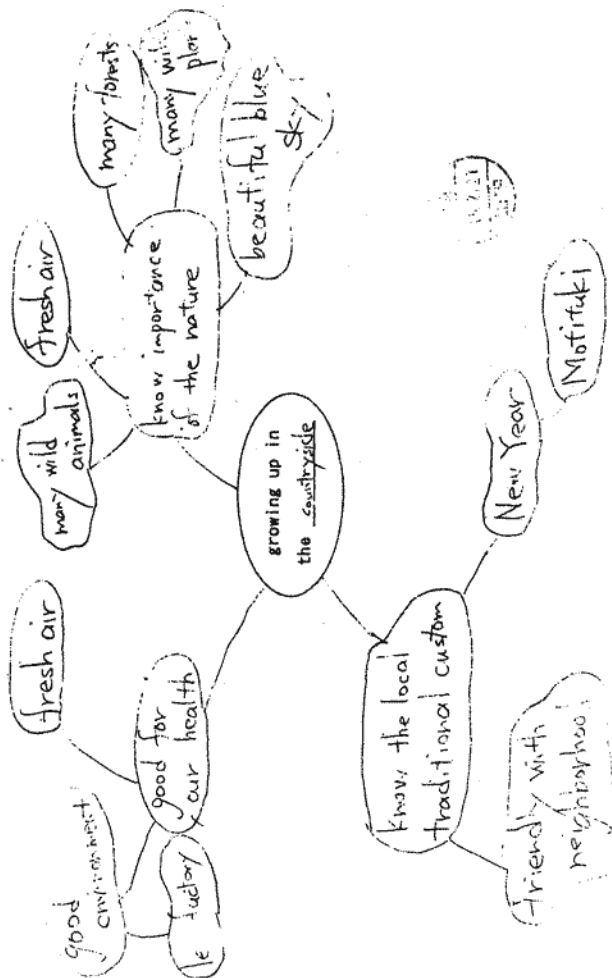 growing up in
the countryside
know importance
of the nature
many wild
animals
fresh air
many forests
many
beautiful blue
sky
good for
our health
fresh air
good
environment
factory
know the local
traditional custom
New Year
Motituki
friendly with
neighborhood